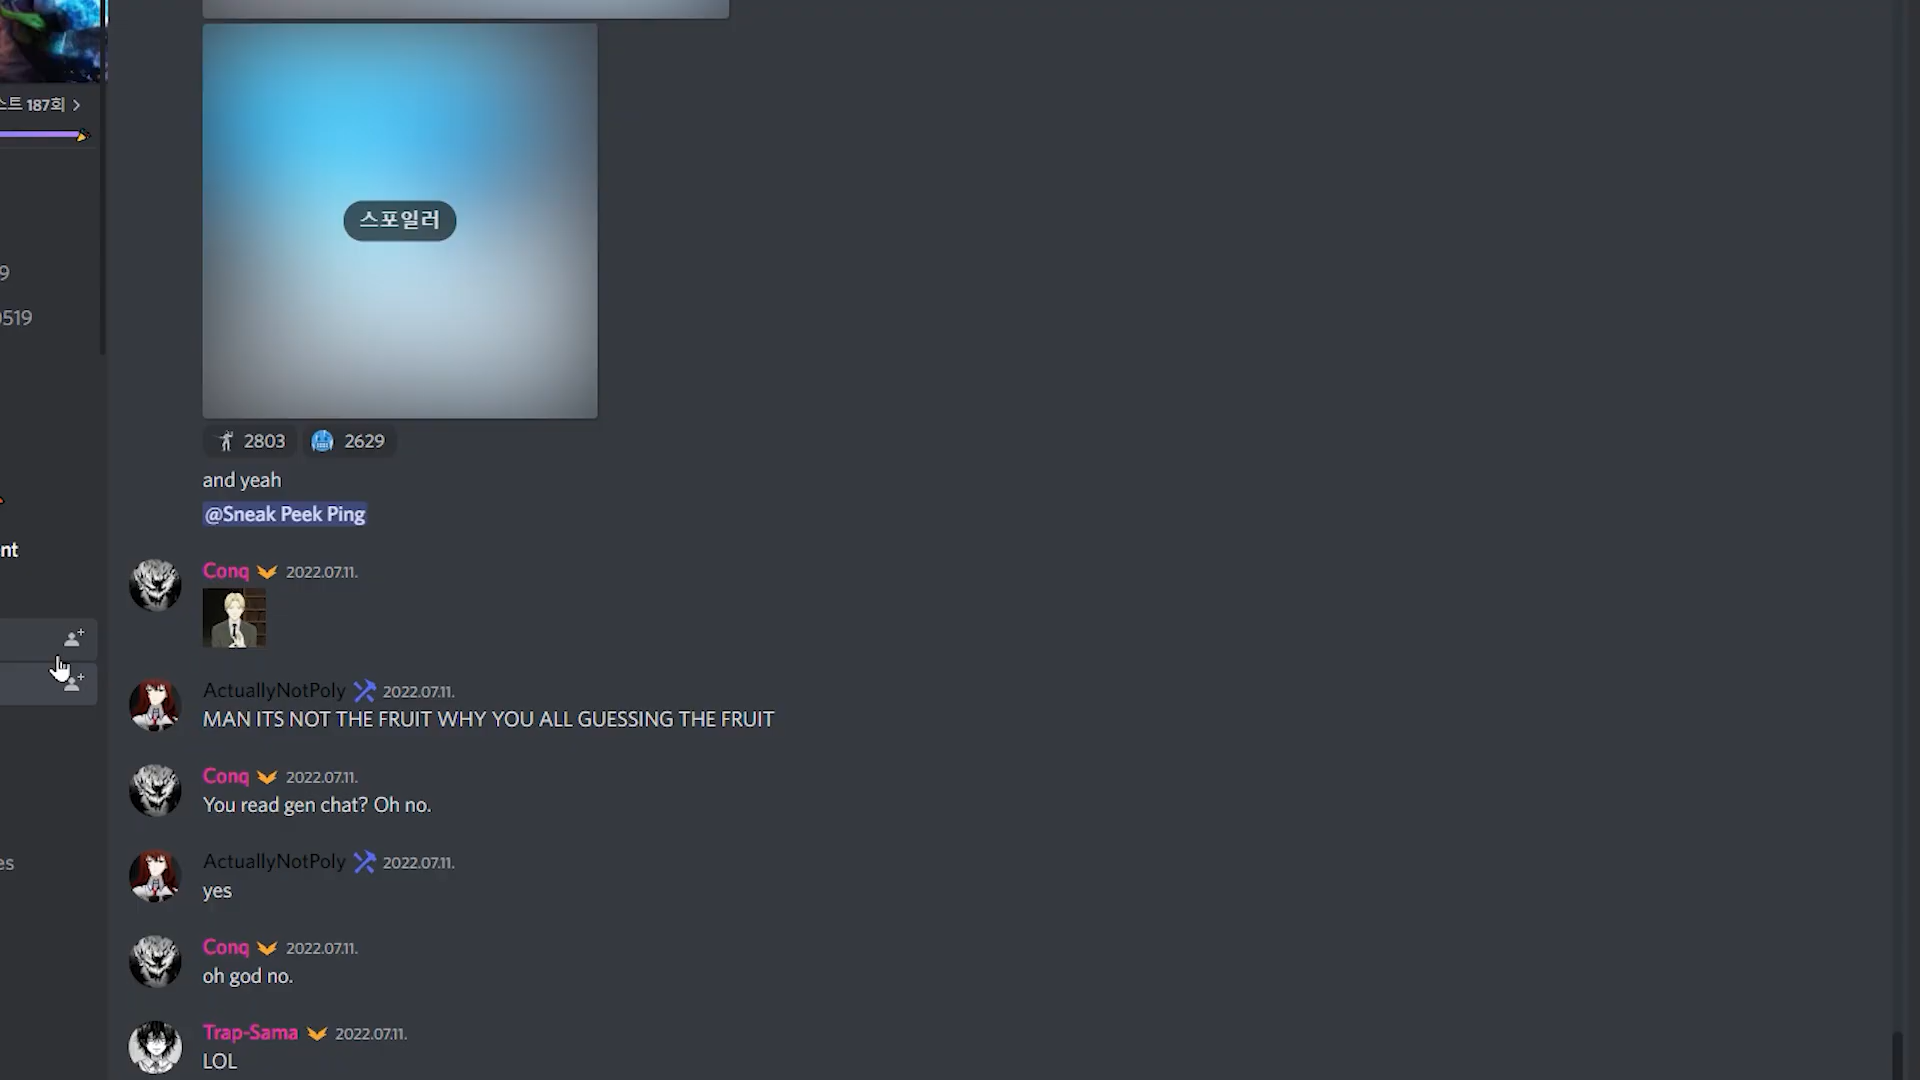 스트 187회
스포일러
2803 2629
and yeah
@Sneak Peek Ping
Conq 2022.07.11.
ActuallyNotPoly 2022.07.11.
MAN ITS NOT THE FRUIT WHY YOU ALL GUESSING THE FRUIT
Conq 2022.07.11.
You read gen chat? Oh no.
ActuallyNotPoly 2022.07.11.
yes
Conq 2022.07.11.
oh god no.
Trap-Sama 2022.07.11.
LOL
9
0519
nt
es